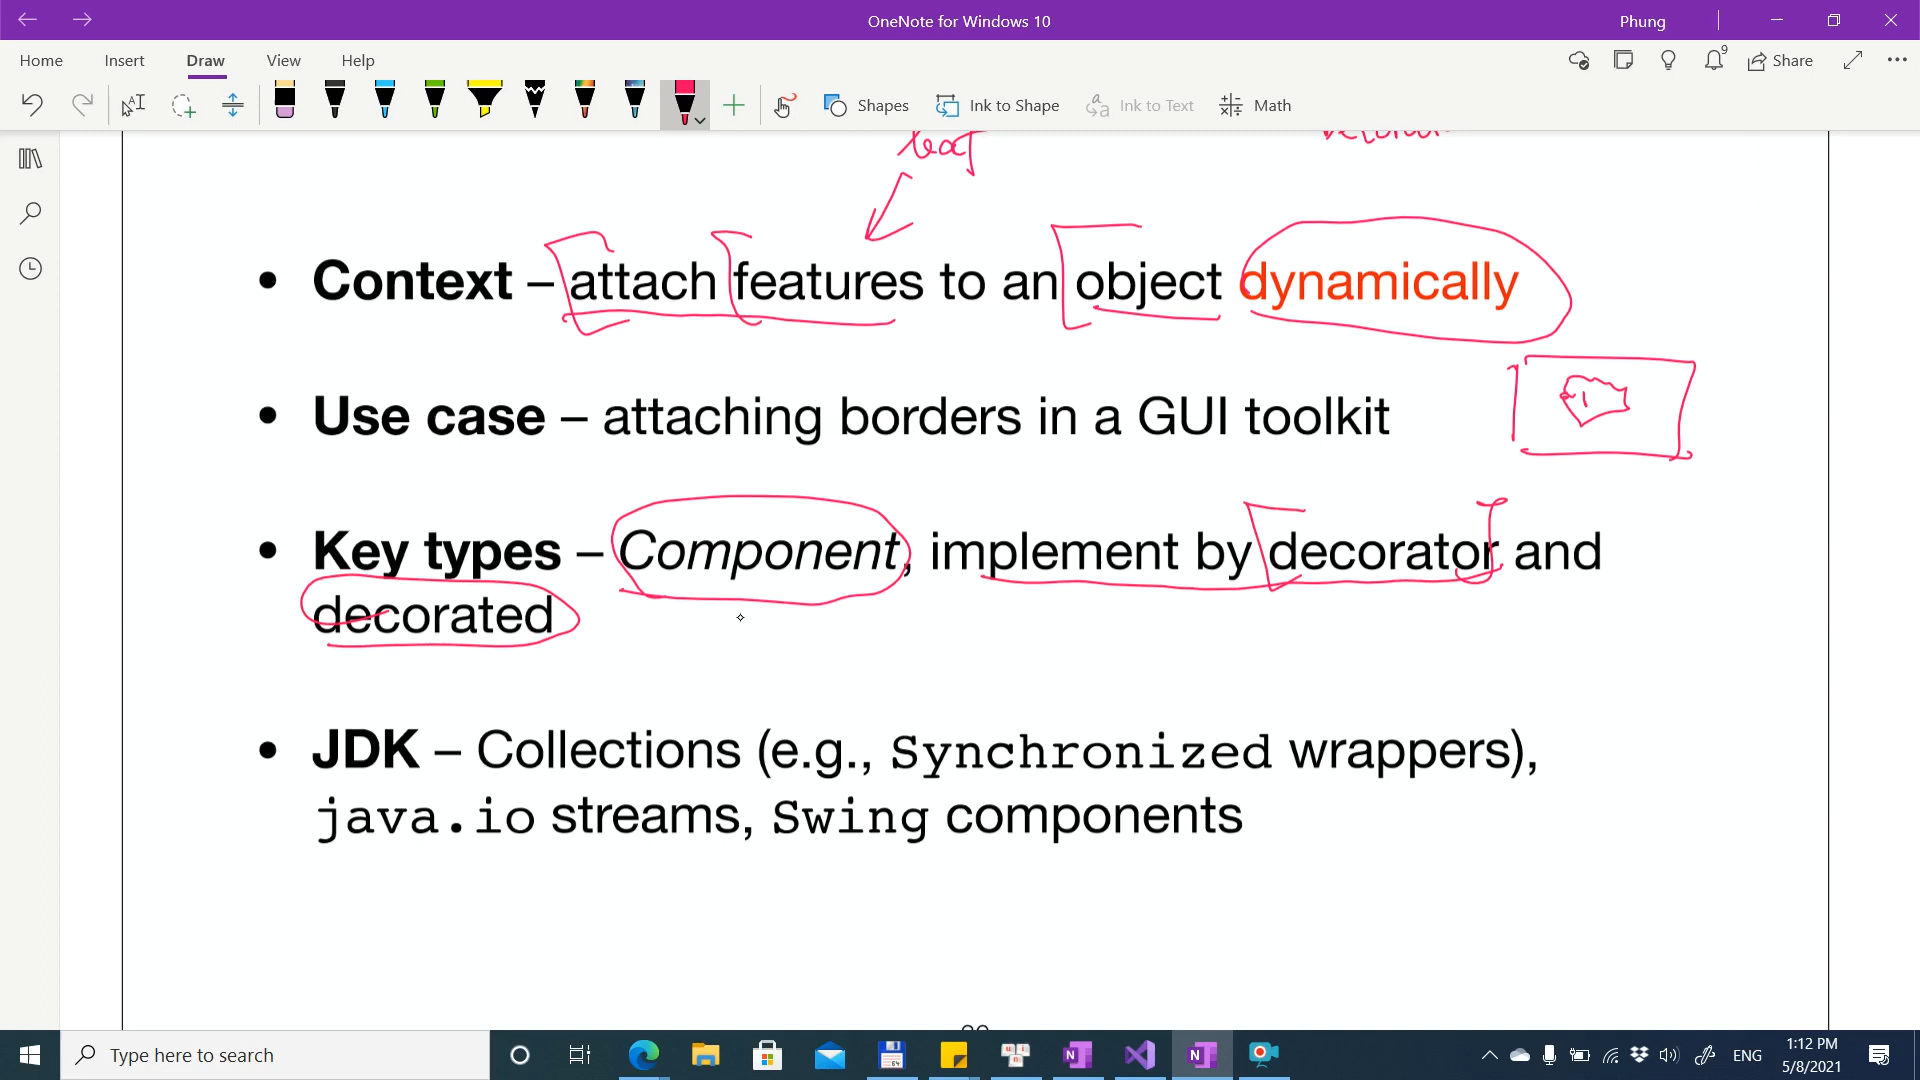 OneNote for Windows 10
Phung
Home Insert Draw View Help
9
Share
Shapes Ink to Shape Ink to Text Math
leaf
• Context – attach features to an object dynamically
• Use case – attaching borders in a GUI toolkit
• Key types – Component, implement by decorator and
decorated
• JDK – Collections (e.g., Synchronized wrappers),
java.io streams, Swing components
Type here to search
ENG
1:12 PM
5/8/2021